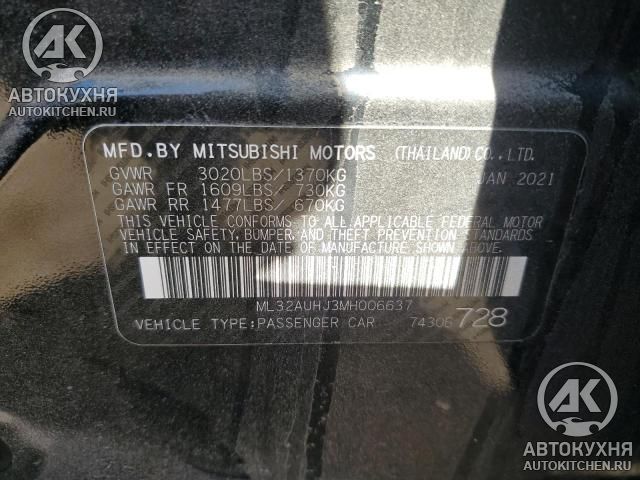 АК
АВТОКУХНЯ
AUTOKITCHEN.RU
MFD.BY MITSUBISHI MOTORS (THAILAND) CO.,LTD.
GVWR 3020LBS/1370KG JAN 2021
GAWR FR 1609LBS/ 730KG
GAWR RR 1477LBS/ 670KG
THIS VEHICLE CONFORMS TO ALL APPLICABLE FEDERAL MOTOR
VEHICLE SAFETY, BUMPER, AND THEFT PREVENTION STANDARDS
IN EFFECT ON THE DATE OF MANUFACTURE SHOWN ABOVE.
ML32AUHJ3MH006637
VEHICLE TYPE:PASSENGER CAR 74306 728
АК
АВТОКУХНЯ
AUTOKITCHEN.RU